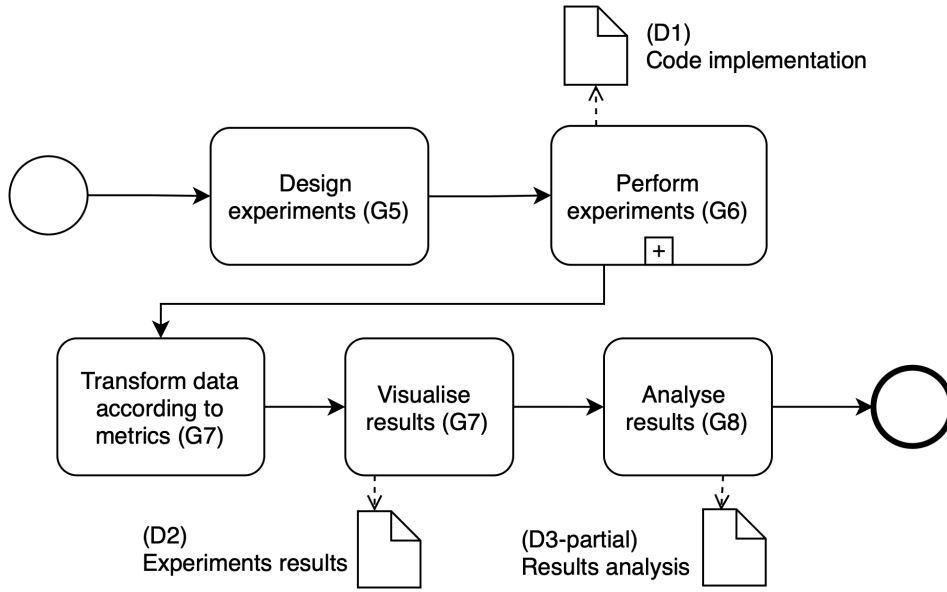 (D1)
Code implementation
Design
experiments (G5)
Perform
experiments (G6)
+
Transform data
according to
metrics (G7)
Visualise
results (G7)
Analyse
results (G8)
(D2)
Experiments results
(D3-partial)
Results analysis